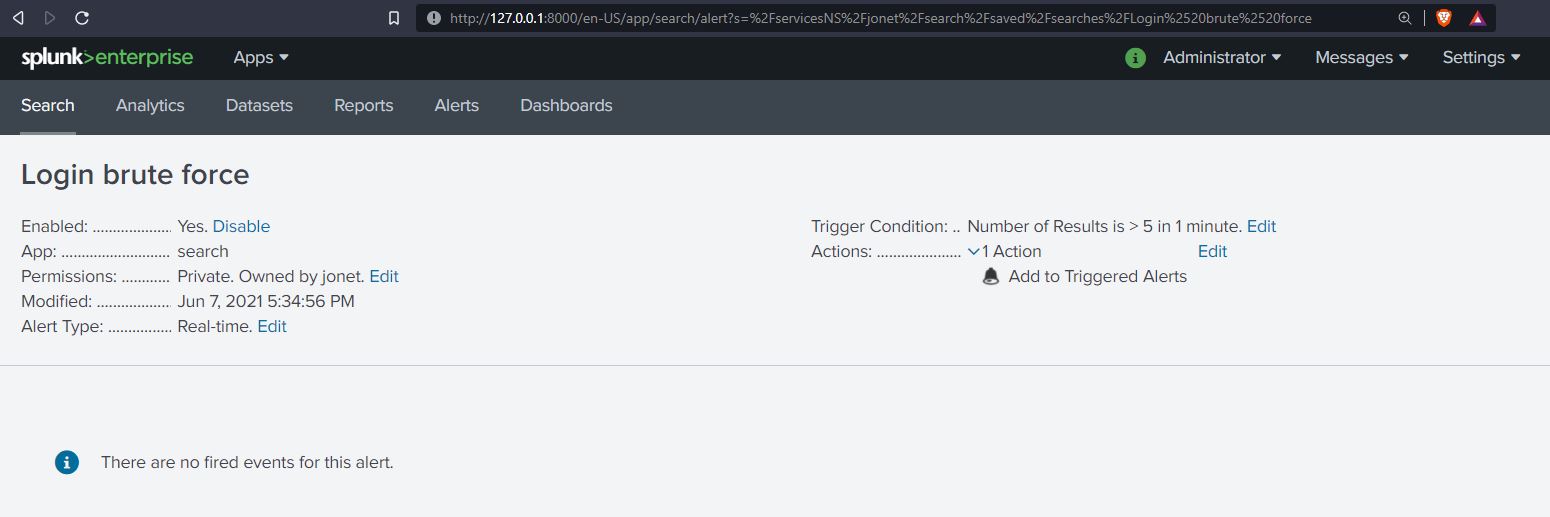 http://127.0.0.1:8000/en-US/app/search/alert?s=%2FservicesNS%2Fjonet%2Fsearch%2Fsaved%2Fsearches%2FLogin%2520brute%2520force
splunk>enterprise Apps Administrator Messages Settings
Search Analytics Datasets Reports Alerts Dashboards
Login brute force
Enabled: .................... Yes. Disable
App: ........................... search
Permissions: ............ Private. Owned by jonet. Edit
Modified: .................. Jun 7, 2021 5:34:56 PM
Alert Type: ................ Real-time. Edit
Trigger Condition: .. Number of Results is > 5 in 1 minute. Edit
Actions: ..................... 1 Action Edit
Add to Triggered Alerts
There are no fired events for this alert.